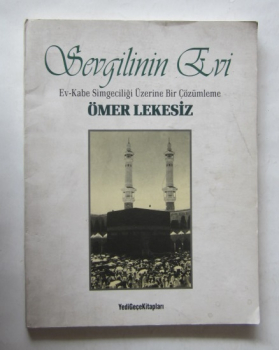 Sevgilinin Evi
Ev-Kabe Simgeciliği Üzerine Bir Çözümleme
ÖMER LEKESİZ
YediGeceKitapları